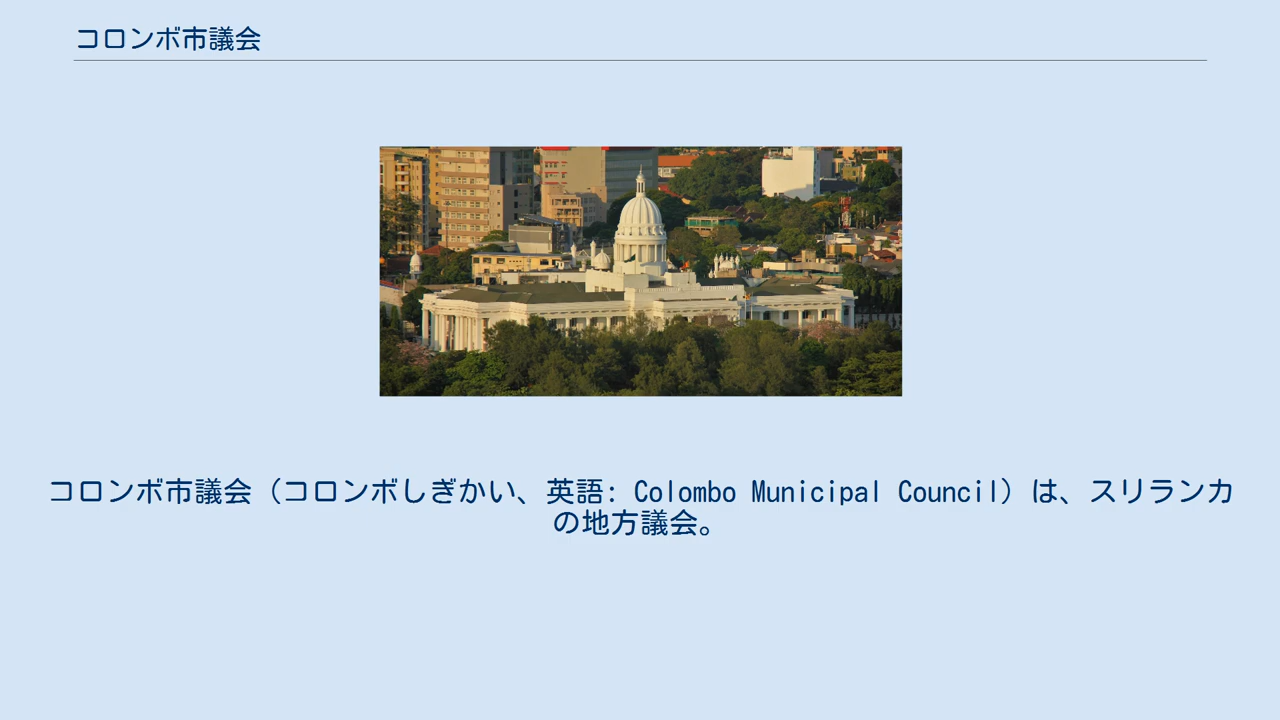 コロンボ市議会
コロンボ市議会（コロンボしぎかい、英語: Colombo Municipal Council）は、スリランカ
の地方議会。